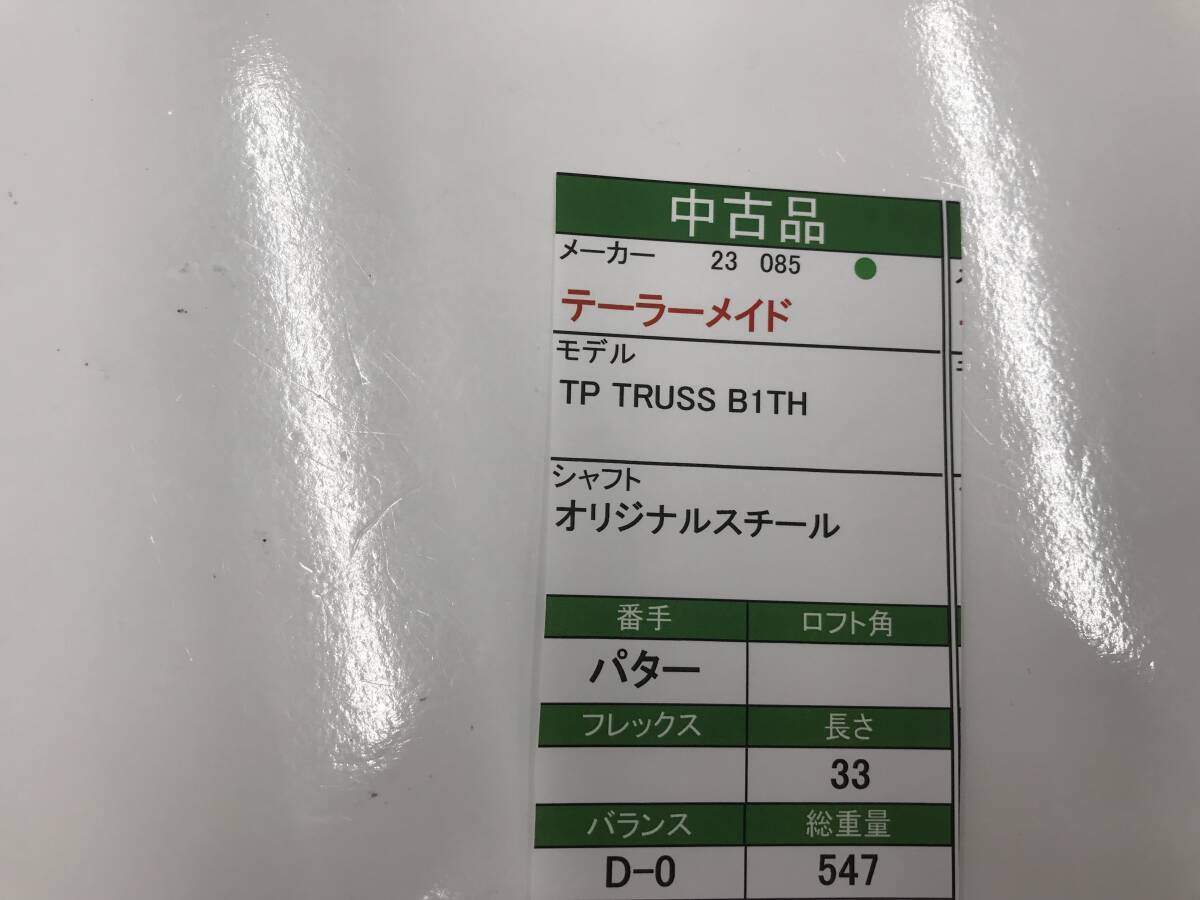 中古品
メーカー 23 085
テーラーメイド
モデル
TP TRUSS B1TH
シャフト
オリジナルスチール
番手 ロフト角
パター
フレックス 長さ
33
バランス 総重量
D-0 547